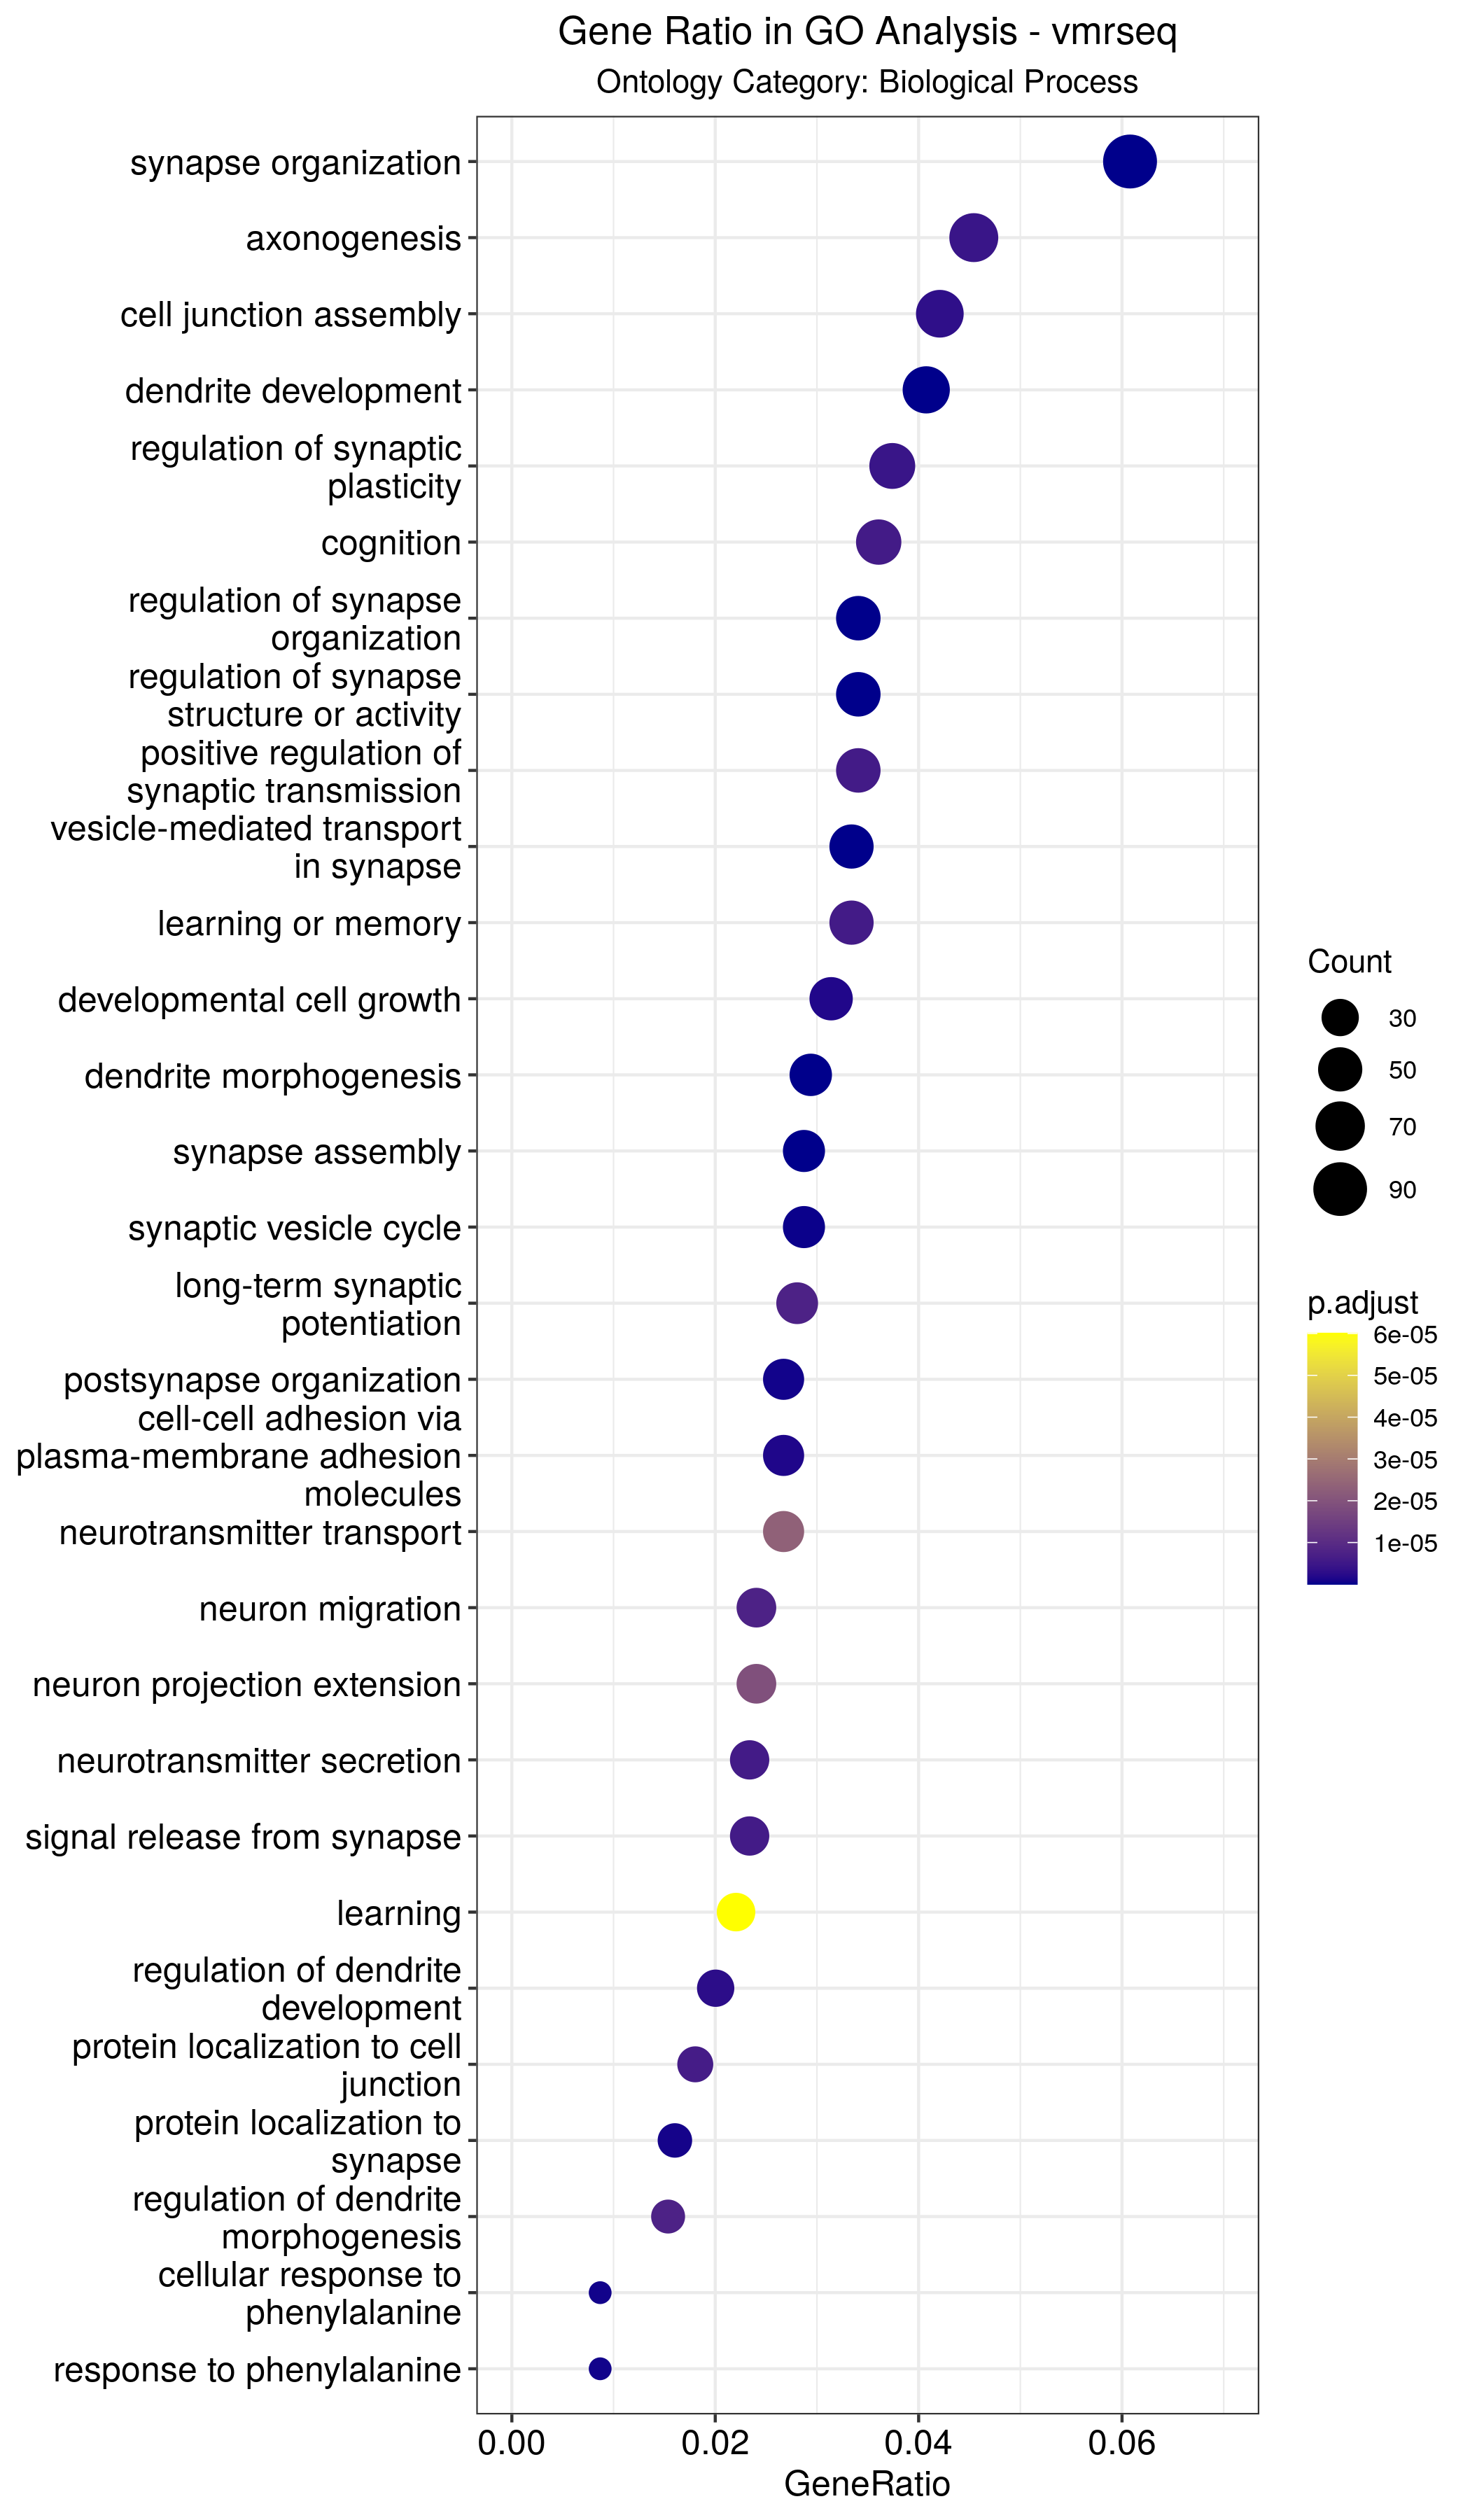 Gene Ratio in GO Analysis - vmrseq
Ontology Category: Biological Process
synapse organization
axonogenesis
cell junction assembly
dendrite development
regulation of synaptic
plasticity
cognition
regulation of synapse
organization
regulation of synapse
structure or activity
positive regulation of
synaptic transmission
vesicle-mediated transport
in synapse
learning or memory
developmental cell growth
dendrite morphogenesis
synapse assembly
synaptic vesicle cycle
long-term synaptic
potentiation
postsynapse organization
cell-cell adhesion via
plasma-membrane adhesion
molecules
neurotransmitter transport
neuron migration
neuron projection extension
neurotransmitter secretion
signal release from synapse
learning
regulation of dendrite
development
protein localization to cell
junction
protein localization to
synapse
regulation of dendrite
morphogenesis
cellular response to
phenylalanine
response to phenylalanine
0.00 0.02 0.04 0.06
GeneRatio
Count
30
50
70
90
p.adjust
6e-05
5e-05
4e-05
3e-05
2e-05
1e-05